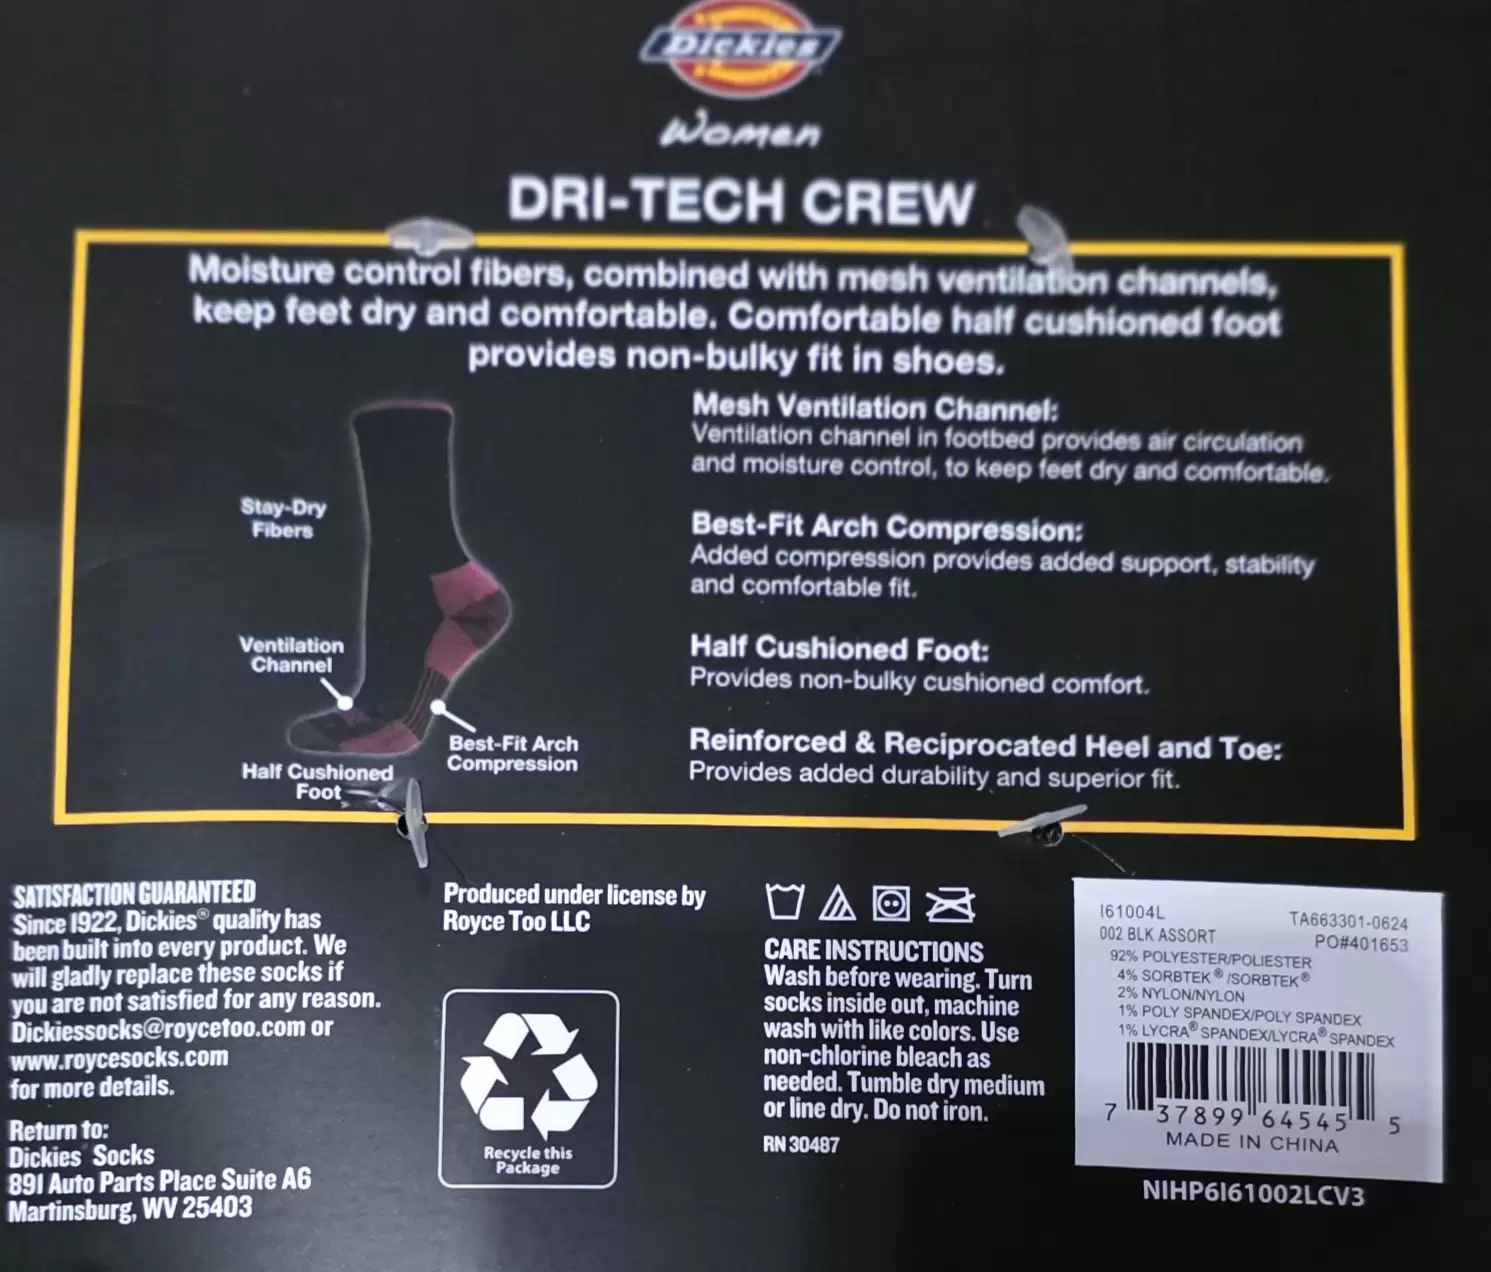 Dickies
Women
DRI-TECH CREW
Moisture control fibers, combined with mesh ventilation channels,
keep feet dry and comfortable. Comfortable half cushioned foot
provides non-bulky fit in shoes.
Stay-Dry
Fibers
Ventilation
Channel
Best-Fit Arch
Compression
Half Cushioned
Foot
Mesh Ventilation Channel:
Ventilation channel in footbed provides air circulation
and moisture control, to keep feet dry and comfortable.
Best-Fit Arch Compression:
Added compression provides added support, stability
and comfortable fit.
Half Cushioned Foot:
Provides non-bulky cushioned comfort.
Reinforced & Reciprocated Heel and Toe:
Provides added durability and superior fit.
SATISFACTION GUARANTEED
Since 1922, Dickies® quality has
been built into every product. We
will gladly replace these socks if
you are not satisfied for any reason.
Dickiessocks@roycetoo.com or
www.roycesocks.com
for more details.
Return to:
Dickies Socks
891 Auto Parts Place Suite A6
Martinsburg, WV 25403
Produced under license by
Royce Too LLC
Recycle this
Package
CARE INSTRUCTIONS
Wash before wearing. Turn
socks inside out, machine
wash with like colors. Use
non-chlorine bleach as
needed. Tumble dry medium
or line dry. Do not iron.
RN 30487
I61004L TA663301-0624
002 BLK ASSORT PO#401653
92% POLYESTER/POLIESTER
4% SORBTEK®/SORBTEK®
2% NYLON/NYLON
1% POLY SPANDEX/POLY SPANDEX
1% LYCRA® SPANDEX/LYCRA® SPANDEX
7 37899 64545 5
MADE IN CHINA
NIHP6I61002LCV3